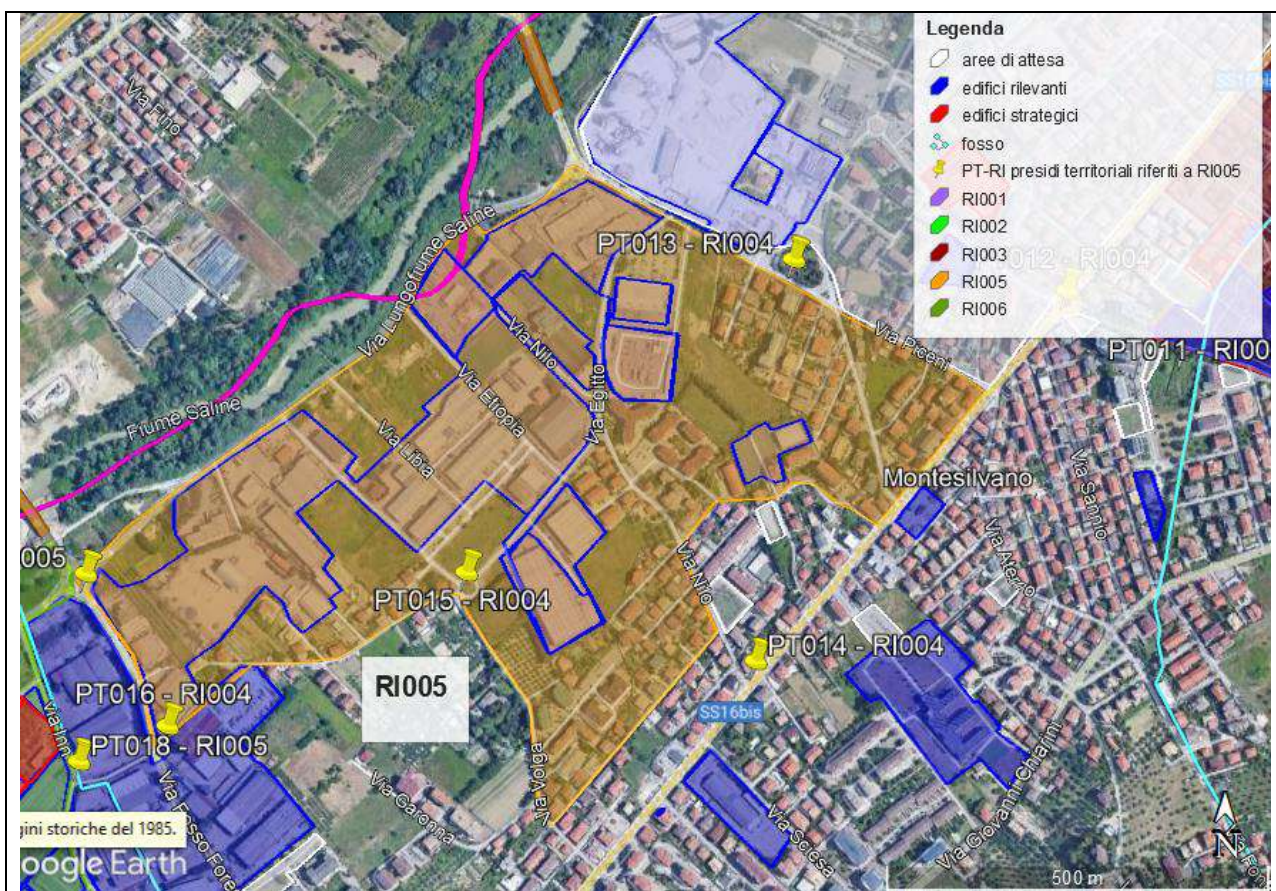 Legenda
aree di attesa
edifici rilevanti
edifici strategici
fosso
PT-RI presidi territoriali riferiti a RI005
RI001
RI002
RI003
RI005
RI006
Via Fino
Via Lungofiume Saline
PT013 - RI004
012 - RI004
Via Piceni
PT011 - RI00
Fiume Saline
Via Nilo
Via Etiopia
Via Egitto
Via Libia
Montesilvano
Via Sannio
Via Aterno
005
PT015 - RI004
Via Nilo
PT014 - RI004
RI005
SS16bis
PT016 - RI004
PT018 - RI005
Via Volga
Via Garonna
Via Fosso Fore
Via Sciesa
Via Giovanni Chiarini
gini storiche del 1985.
oogle Earth
N
500 m